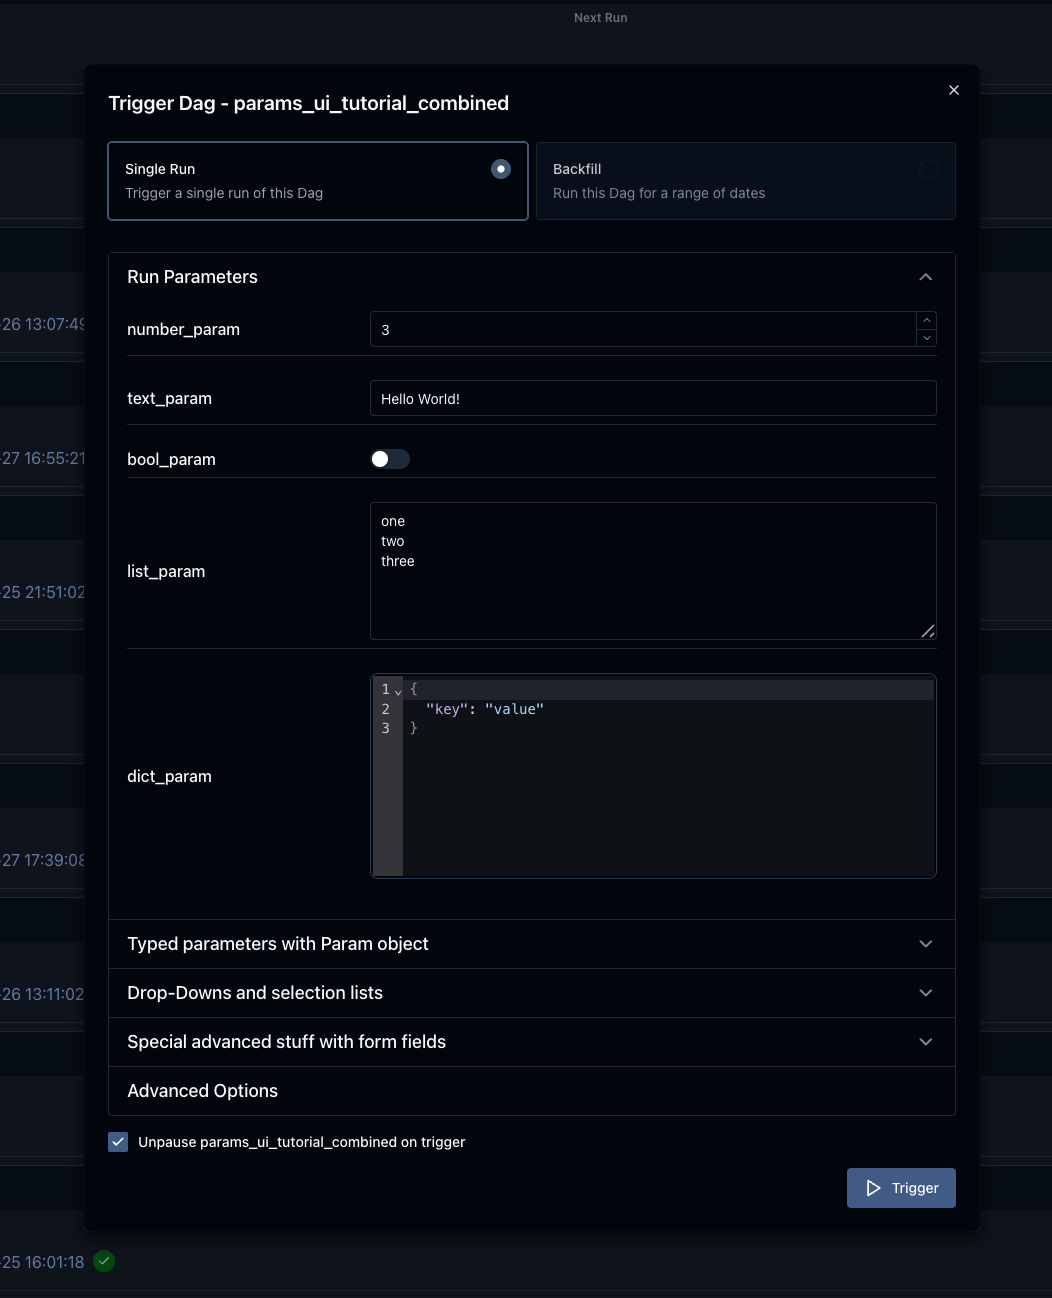 Next Run
Trigger Dag - params_ui_tutorial_combined
Single Run
Trigger a single run of this Dag
Backfill
Run this Dag for a range of dates
Run Parameters
number_param
3
text_param
Hello World!
bool_param
list_param
one
two
three
dict_param
1 {
2 "key": "value"
3 }
Typed parameters with Param object
Drop-Downs and selection lists
Special advanced stuff with form fields
Advanced Options
Unpause params_ui_tutorial_combined on trigger
Trigger
-26 13:07:49
-27 16:55:21
-25 21:51:02
-27 17:39:08
-26 13:11:02
-25 16:01:18